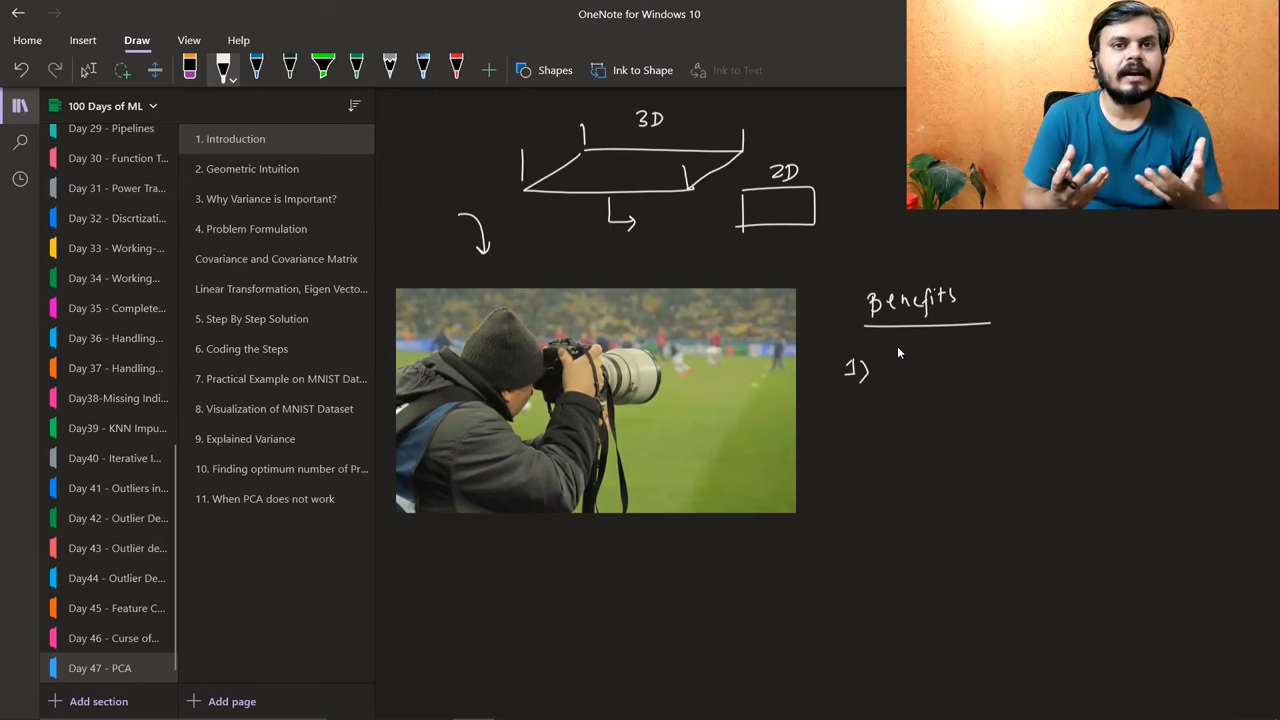 OneNote for Windows 10
Home Insert Draw View Help
Shapes Ink to Shape Ink to Text
100 Days of ML
Day 29 - Pipelines
Day 30 - Function T...
Day 31 - Power Tra...
Day 32 - Discrtizati...
Day 33 - Working-...
Day 34 - Working...
Day 35 - Complete...
Day 36 - Handling...
Day 37 - Handling...
Day38-Missing Indi...
Day39 - KNN Impu...
Day40 - Iterative I...
Day 41 - Outliers in...
Day 42 - Outlier De...
Day 43 - Outlier de...
Day44 - Outlier De...
Day 45 - Feature C...
Day 46 - Curse of...
Day 47 - PCA
Add section
1. Introduction
2. Geometric Intuition
3. Why Variance is Important?
4. Problem Formulation
Covariance and Covariance Matrix
Linear Transformation, Eigen Vecto...
5. Step By Step Solution
6. Coding the Steps
7. Practical Example on MNIST Dat...
8. Visualization of MNIST Dataset
9. Explained Variance
10. Finding optimum number of Pr...
11. When PCA does not work
Add page
3D
2D
Benefits
1)